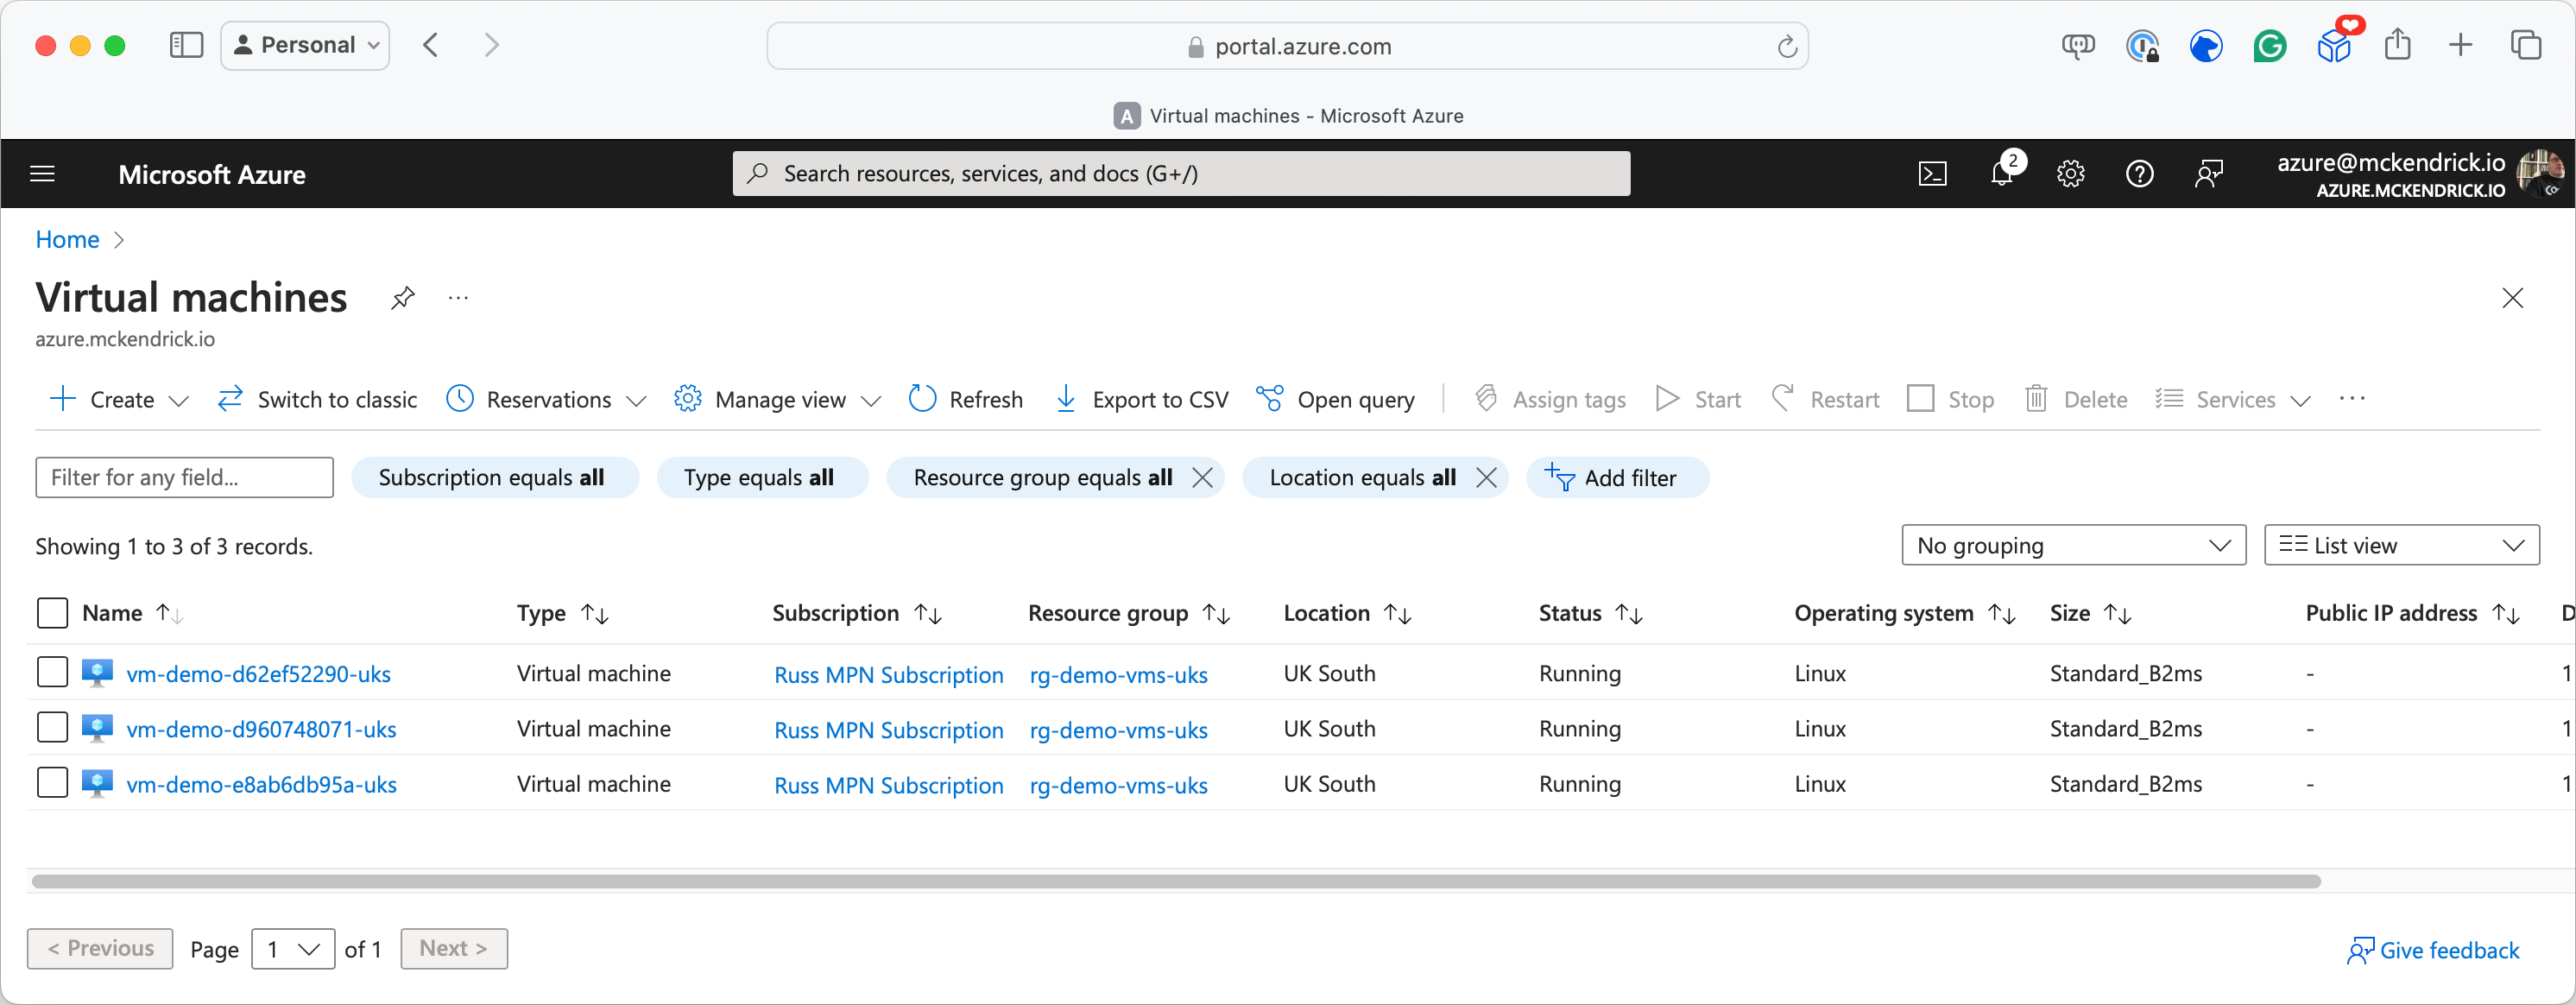 Personal
portal.azure.com
A Virtual machines - Microsoft Azure
Microsoft Azure
Search resources, services, and docs (G+/)
2
azure@mckendrick.io
AZURE.MCKENDRICK.IO
Home
Virtual machines
azure.mckendrick.io
Create Switch to classic Reservations Manage view Refresh Export to CSV Open query Assign tags Start Restart Stop Delete Services
Filter for any field... Subscription equals all Type equals all Resource group equals all Location equals all Add filter
Showing 1 to 3 of 3 records. No grouping List view
Name Type Subscription Resource group Location Status Operating system Size Public IP address D
vm-demo-d62ef52290-uks Virtual machine Russ MPN Subscription rg-demo-vms-uks UK South Running Linux Standard_B2ms - 1
vm-demo-d960748071-uks Virtual machine Russ MPN Subscription rg-demo-vms-uks UK South Running Linux Standard_B2ms - 1
vm-demo-e8ab6db95a-uks Virtual machine Russ MPN Subscription rg-demo-vms-uks UK South Running Linux Standard_B2ms - 1
< Previous Page 1 of 1 Next > Give feedback